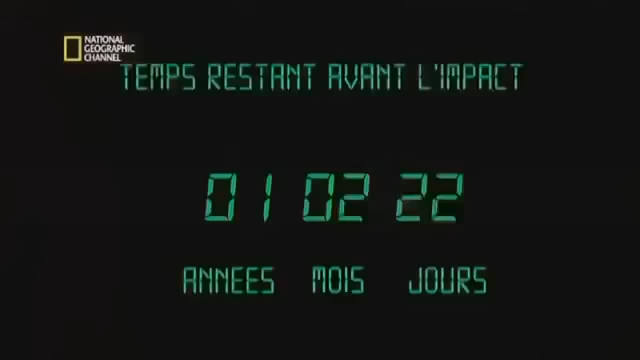 NATIONAL
GEOGRAPHIC
CHANNEL
TEMPS RESTANT AVANT L'IMPACT
01 02 22
ANNEES MOIS JOURS